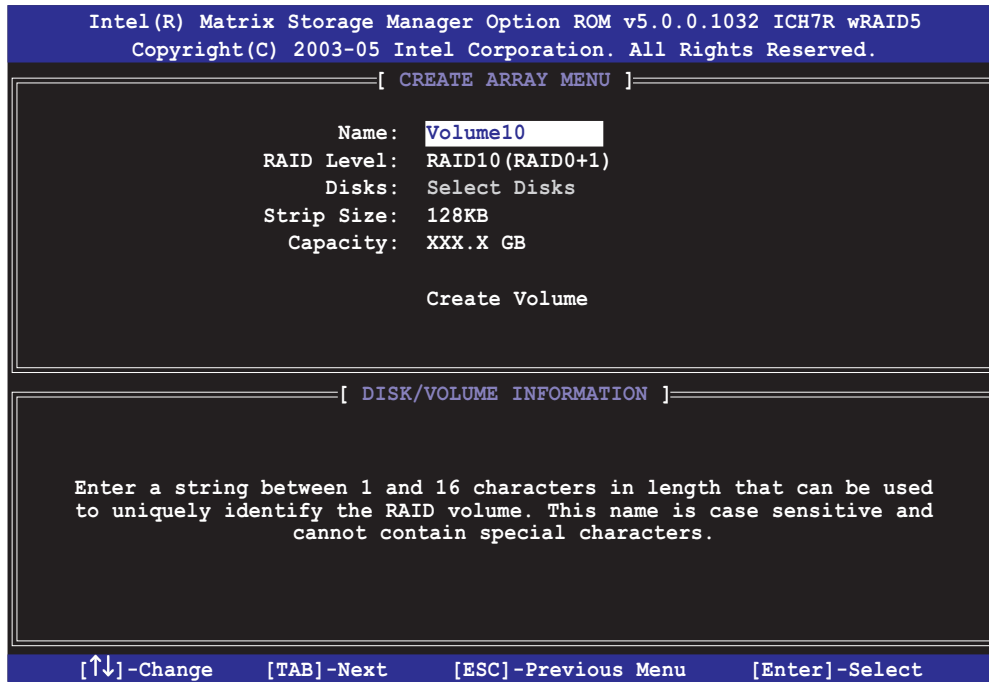 Intel(R) Matrix Storage Manager Option ROM v5.0.0.1032 ICH7R wRAID5
Copyright(C) 2003-05 Intel Corporation. All Rights Reserved.
[ CREATE ARRAY MENU ]
Name: Volume10
RAID Level: RAID10(RAID0+1)
Disks: Select Disks
Strip Size: 128KB
Capacity: XXX.X GB
Create Volume
[ DISK/VOLUME INFORMATION ]
Enter a string between 1 and 16 characters in length that can be used
to uniquely identify the RAID volume. This name is case sensitive and
cannot contain special characters.
[↑↓]-Change [TAB]-Next [ESC]-Previous Menu [Enter]-Select